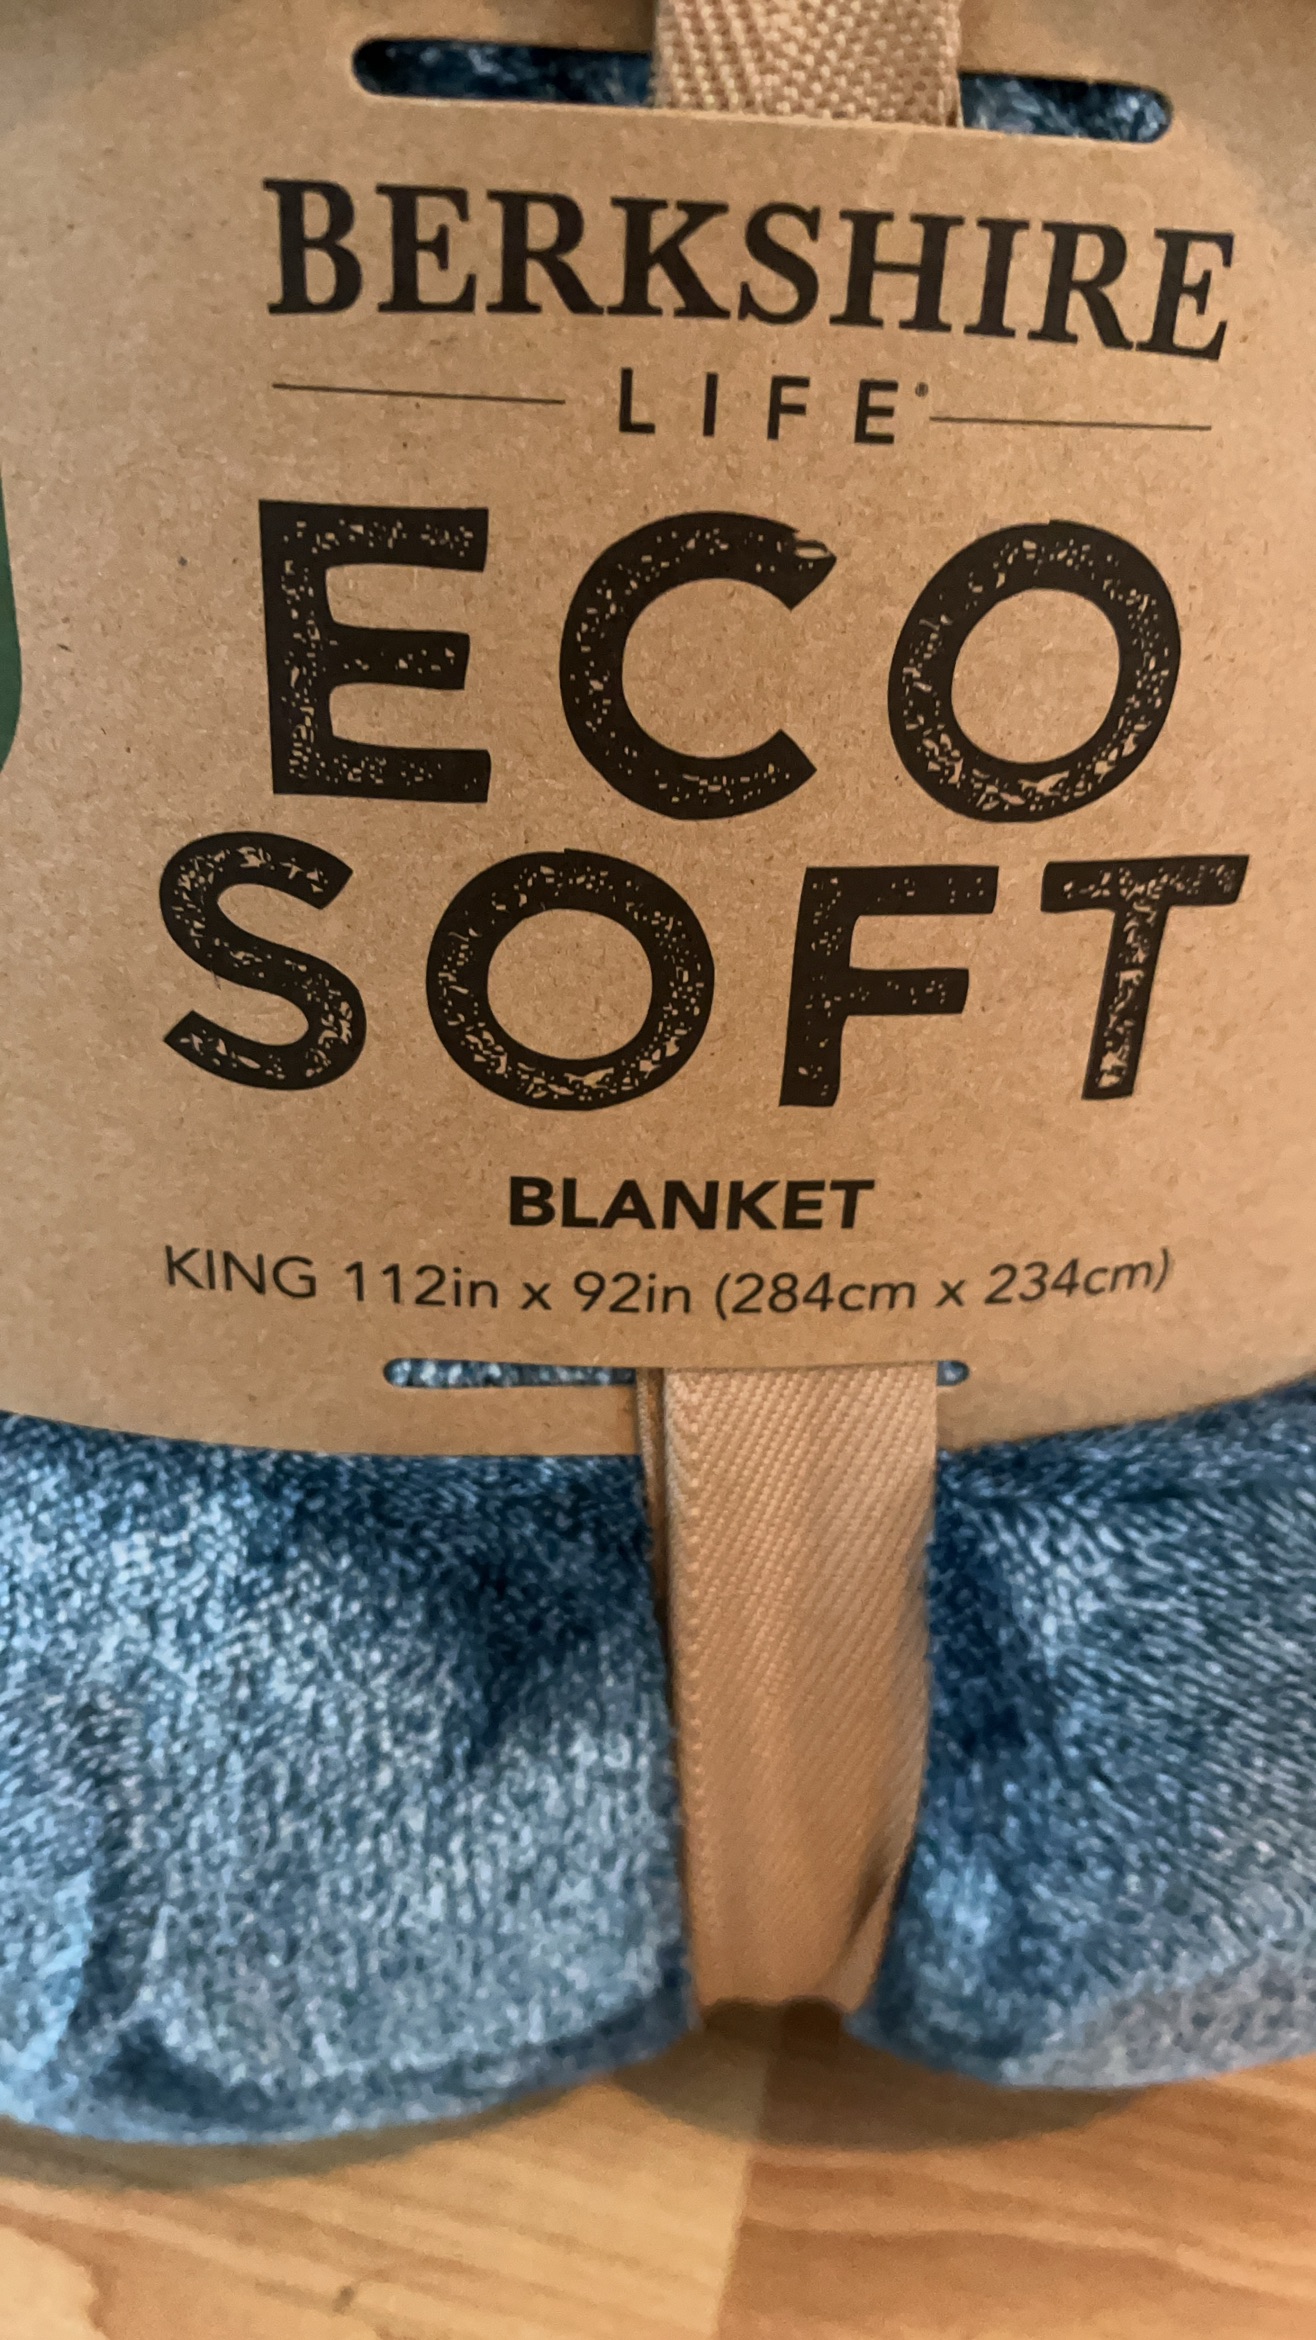 BERKSHIRE
LIFE®
ECO
SOFT
BLANKET
KING 112in x 92in (284cm x 234cm)